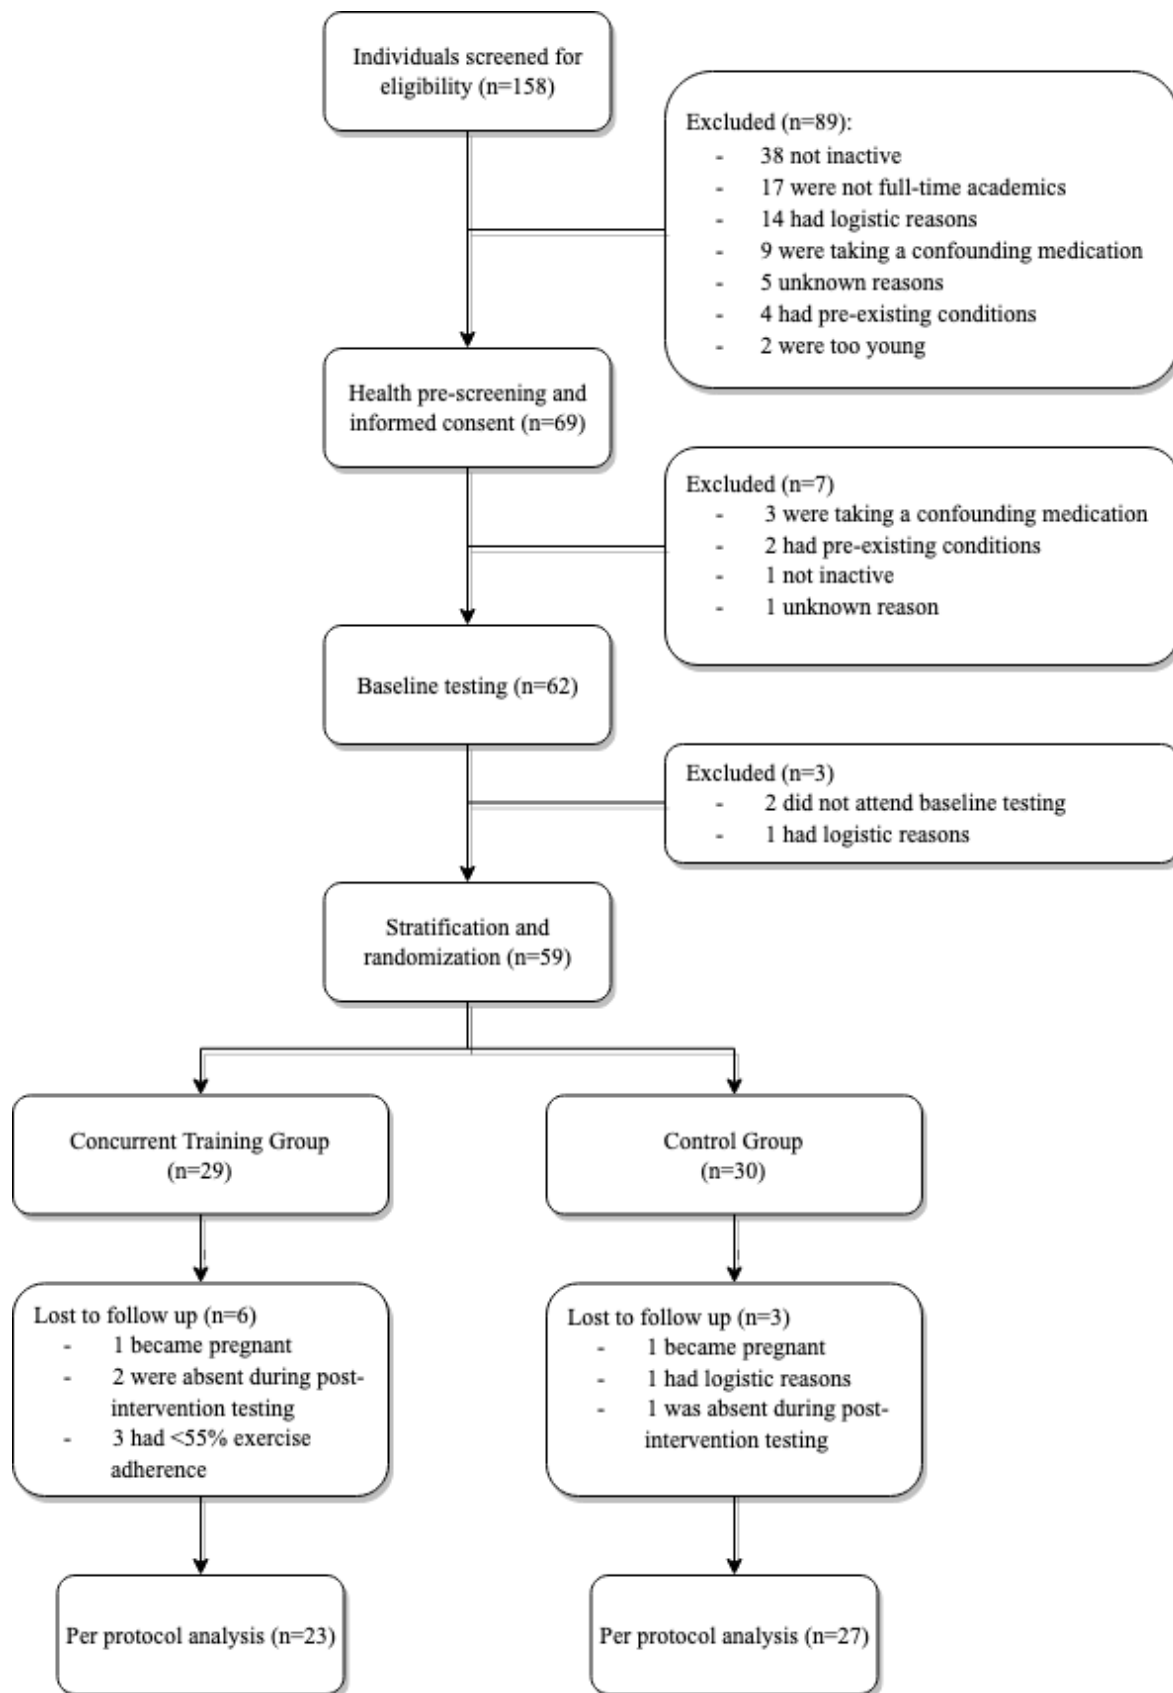 Individuals screened for
eligibility (n=158)
Excluded (n=89):
- 38 not inactive
- 17 were not full-time academics
- 14 had logistic reasons
- 9 were taking a confounding medication
- 5 unknown reasons
- 4 had pre-existing conditions
- 2 were too young
Health pre-screening and
informed consent (n=69)
Excluded (n=7)
- 3 were taking a confounding medication
- 2 had pre-existing conditions
- 1 not inactive
- 1 unknown reason
Baseline testing (n=62)
Excluded (n=3)
- 2 did not attend baseline testing
- 1 had logistic reasons
Stratification and
randomization (n=59)
Concurrent Training Group
(n=29)
Control Group
(n=30)
Lost to follow up (n=6)
- 1 became pregnant
- 2 were absent during post-
intervention testing
- 3 had <55% exercise
adherence
Lost to follow up (n=3)
- 1 became pregnant
- 1 had logistic reasons
- 1 was absent during post-
intervention testing
Per protocol analysis (n=23)
Per protocol analysis (n=27)